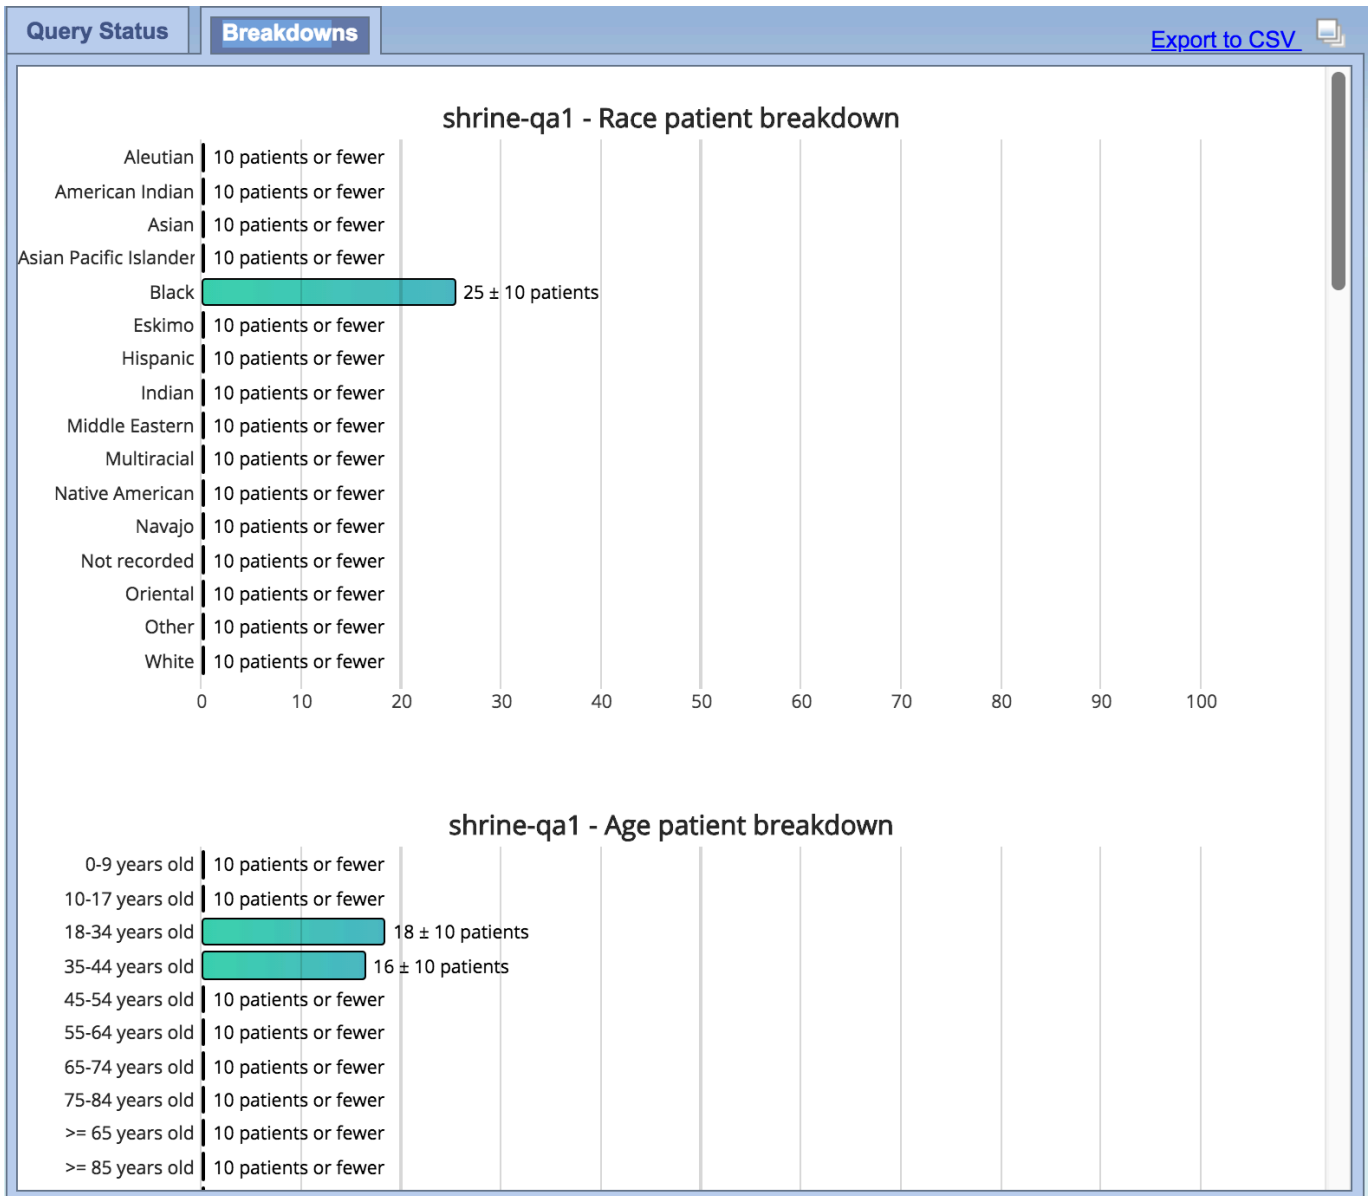 Query Status Breakdowns Export to CSV
shrine-qa1 - Race patient breakdown
Aleutian 10 patients or fewer
American Indian 10 patients or fewer
Asian 10 patients or fewer
Asian Pacific Islander 10 patients or fewer
Black 25 ± 10 patients
Eskimo 10 patients or fewer
Hispanic 10 patients or fewer
Indian 10 patients or fewer
Middle Eastern 10 patients or fewer
Multiracial 10 patients or fewer
Native American 10 patients or fewer
Navajo 10 patients or fewer
Not recorded 10 patients or fewer
Oriental 10 patients or fewer
Other 10 patients or fewer
White 10 patients or fewer
0 10 20 30 40 50 60 70 80 90 100
shrine-qa1 - Age patient breakdown
0-9 years old 10 patients or fewer
10-17 years old 10 patients or fewer
18-34 years old 18 ± 10 patients
35-44 years old 16 ± 10 patients
45-54 years old 10 patients or fewer
55-64 years old 10 patients or fewer
65-74 years old 10 patients or fewer
75-84 years old 10 patients or fewer
>= 65 years old 10 patients or fewer
>= 85 years old 10 patients or fewer